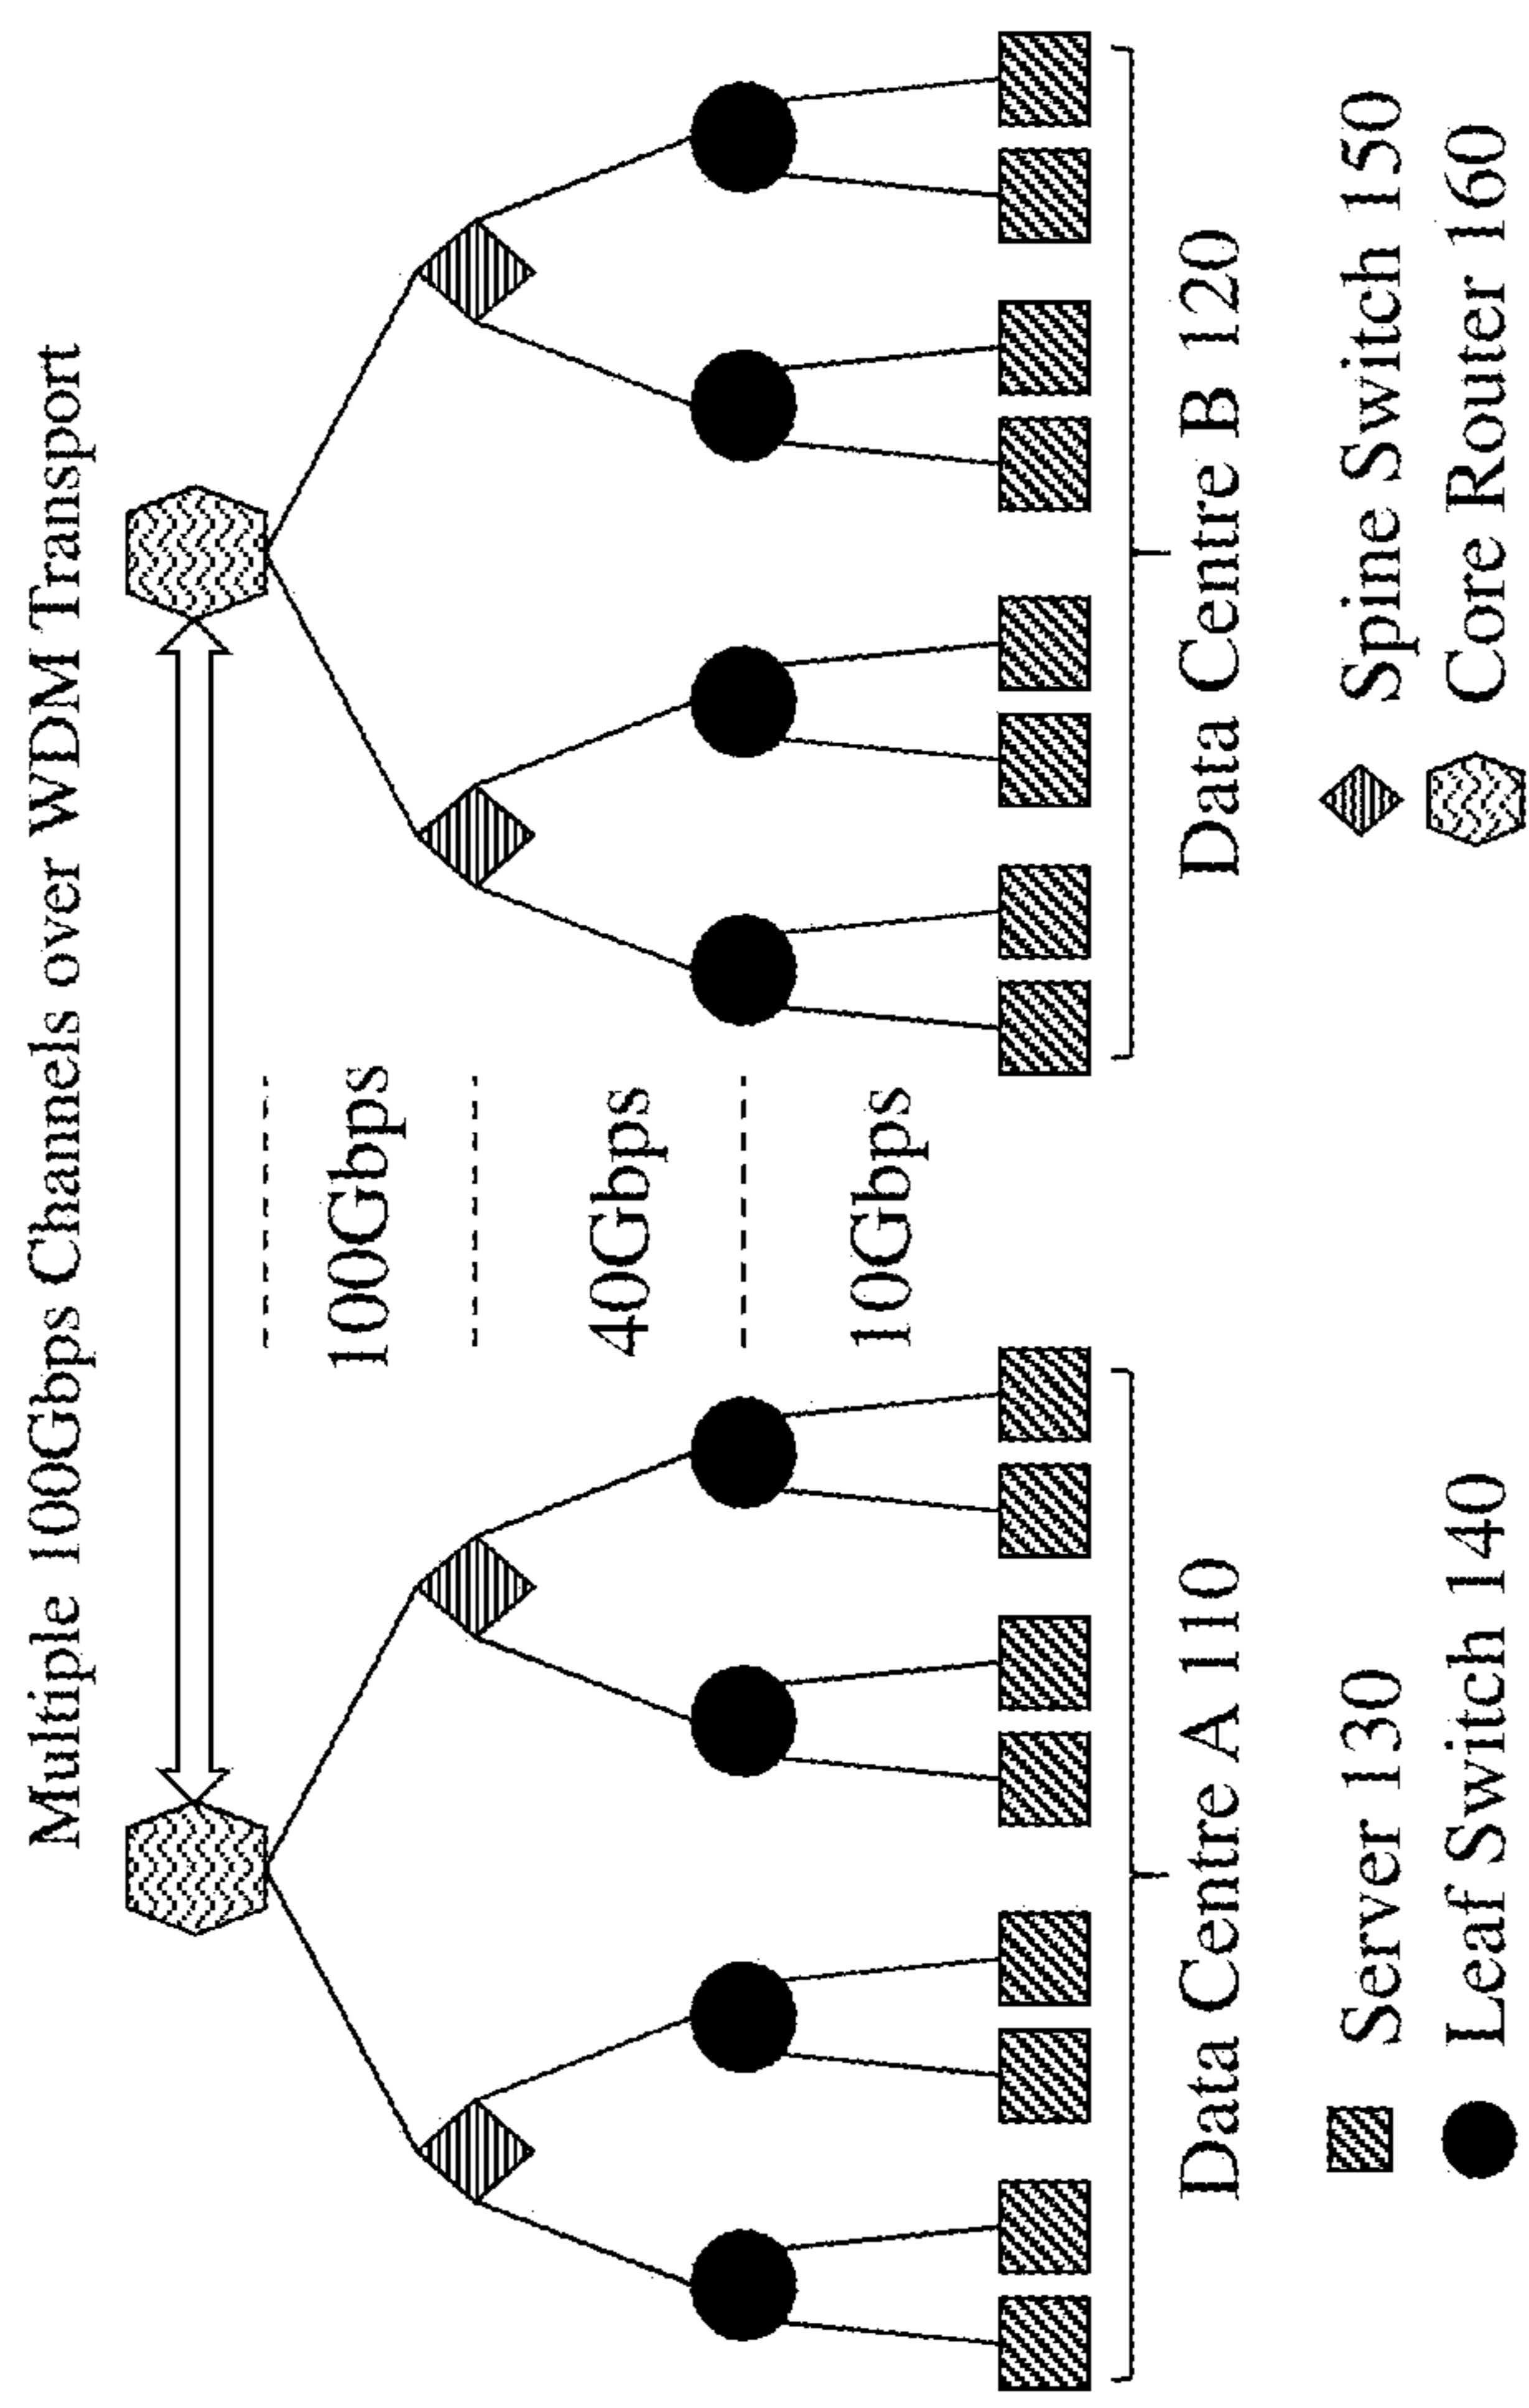 Multiple 100Gbps Channels over WDM Transport
100Gbps
40Gbps
10Gbps
Data Centre A 110
Data Centre B 120
Server 130
Spine Switch 150
Leaf Switch 140
Core Router 160